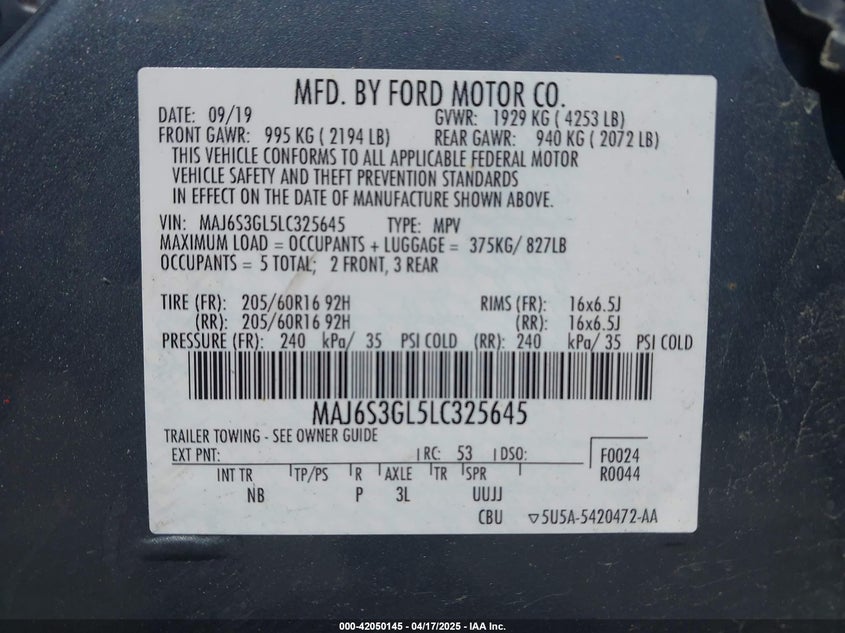 MFD. BY FORD MOTOR CO.
DATE: 09/19 GVWR: 1929 KG ( 4253 LB)
FRONT GAWR: 995 KG ( 2194 LB) REAR GAWR: 940 KG ( 2072 LB)
THIS VEHICLE CONFORMS TO ALL APPLICABLE FEDERAL MOTOR
VEHICLE SAFETY AND THEFT PREVENTION STANDARDS
IN EFFECT ON THE DATE OF MANUFACTURE SHOWN ABOVE.
VIN: MAJ6S3GL5LC325645 TYPE: MPV
MAXIMUM LOAD = OCCUPANTS + LUGGAGE = 375KG/ 827LB
OCCUPANTS = 5 TOTAL; 2 FRONT, 3 REAR
TIRE (FR): 205/60R16 92H RIMS (FR): 16x6.5J
(RR): 205/60R16 92H (RR): 16x6.5J
PRESSURE (FR): 240 kPa/ 35 PSI COLD (RR): 240 kPa/ 35 PSI COLD
MAJ6S3GL5LC325645
TRAILER TOWING - SEE OWNER GUIDE
EXT PNT: RC: 53 DSO: F0024
R0044
INT TR TP/PS R AXLE TR SPR
NB P 3L UUJJ
CBU ▽5U5A-5420472-AA
000-42050145 - 04/17/2025 - IAA Inc.